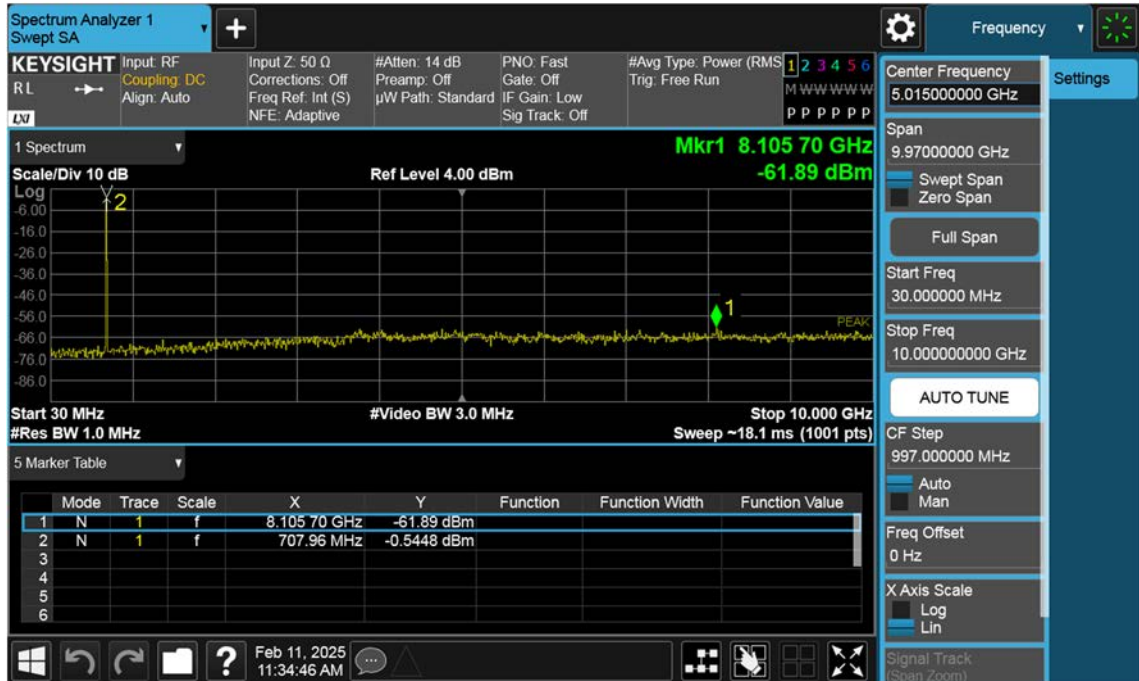 Spectrum Analyzer 1
Swept SA
Frequency
KEYSIGHT
RL
LXI
Input: RF
Coupling: DC
Align: Auto
Input Z: 50 Ω
Corrections: Off
Freq Ref: Int (S)
NFE: Adaptive
#Atten: 14 dB
Preamp: Off
µW Path: Standard
PNO: Fast
Gate: Off
IF Gain: Low
Sig Track: Off
#Avg Type: Power (RMS
Trig: Free Run
1 2 3 4 5 6
M W W W W W
P P P P P P
Center Frequency
5.015000000 GHz
Settings
Span
9.97000000 GHz
Swept Span
Zero Span
Full Span
Start Freq
30.000000 MHz
Stop Freq
10.000000000 GHz
AUTO TUNE
CF Step
997.000000 MHz
Auto
Man
Freq Offset
0 Hz
X Axis Scale
Log
Lin
Signal Track
(Span Zoom)
1 Spectrum
Mkr1 8.105 70 GHz
-61.89 dBm
Scale/Div 10 dB
Ref Level 4.00 dBm
Log
2
-6.00
-16.0
-26.0
-36.0
-46.0
1
-56.0
PEAK
-66.0
-76.0
-86.0
Start 30 MHz
#Video BW 3.0 MHz
Stop 10.000 GHz
#Res BW 1.0 MHz
Sweep ~18.1 ms (1001 pts)
5 Marker Table
Mode Trace Scale X Y Function Function Width Function Value
1 N 1 f 8.105 70 GHz -61.89 dBm
2 N 1 f 707.96 MHz -0.5448 dBm
3
4
5
6
?
Feb 11, 2025
11:34:46 AM